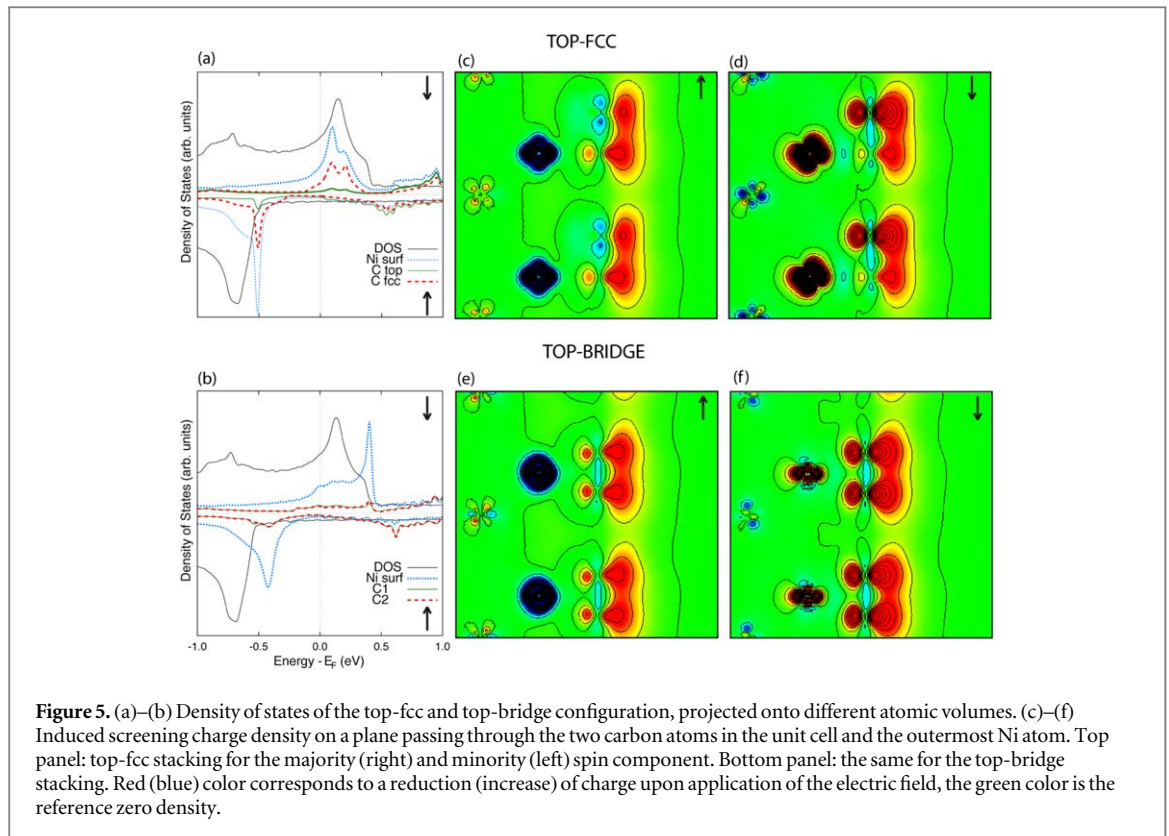 TOP-FCC
(a)
(c)
(d)
↓
↑
↓
Density of States (arb. units)
DOS
Ni surf
C top
C fcc
↑
TOP-BRIDGE
(b)
(e)
(f)
↓
↑
↓
Density of States (arb. units)
DOS
Ni surf
C1
C2
↑
-1.0 -0.5 0.0 0.5 1.0
Energy - E_F (eV)
Figure 5. (a)–(b) Density of states of the top-fcc and top-bridge configuration, projected onto different atomic volumes. (c)–(f)
Induced screening charge density on a plane passing through the two carbon atoms in the unit cell and the outermost Ni atom. Top
panel: top-fcc stacking for the majority (right) and minority (left) spin component. Bottom panel: the same for the top-bridge
stacking. Red (blue) color corresponds to a reduction (increase) of charge upon application of the electric field, the green color is the
reference zero density.